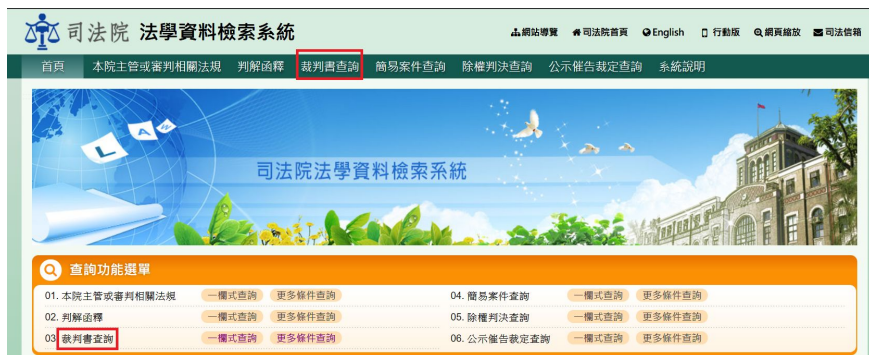 司法院 法學資料檢索系統
網站導覽 司法院首頁 English 行動版 網頁縮放 司法信箱
首頁 本院主管或審判相關法規 判解函釋 裁判書查詢 簡易案件查詢 除權判決查詢 公示催告裁定查詢 系統說明
L A W
司法院法學資料檢索系統
查詢功能選單
01. 本院主管或審判相關法規 一欄式查詢 更多條件查詢 04. 簡易案件查詢 一欄式查詢 更多條件查詢
02. 判解函釋 一欄式查詢 更多條件查詢 05. 除權判決查詢 一欄式查詢 更多條件查詢
03 裁判書查詢 一欄式查詢 更多條件查詢 06. 公示催告裁定查詢 一欄式查詢 更多條件查詢